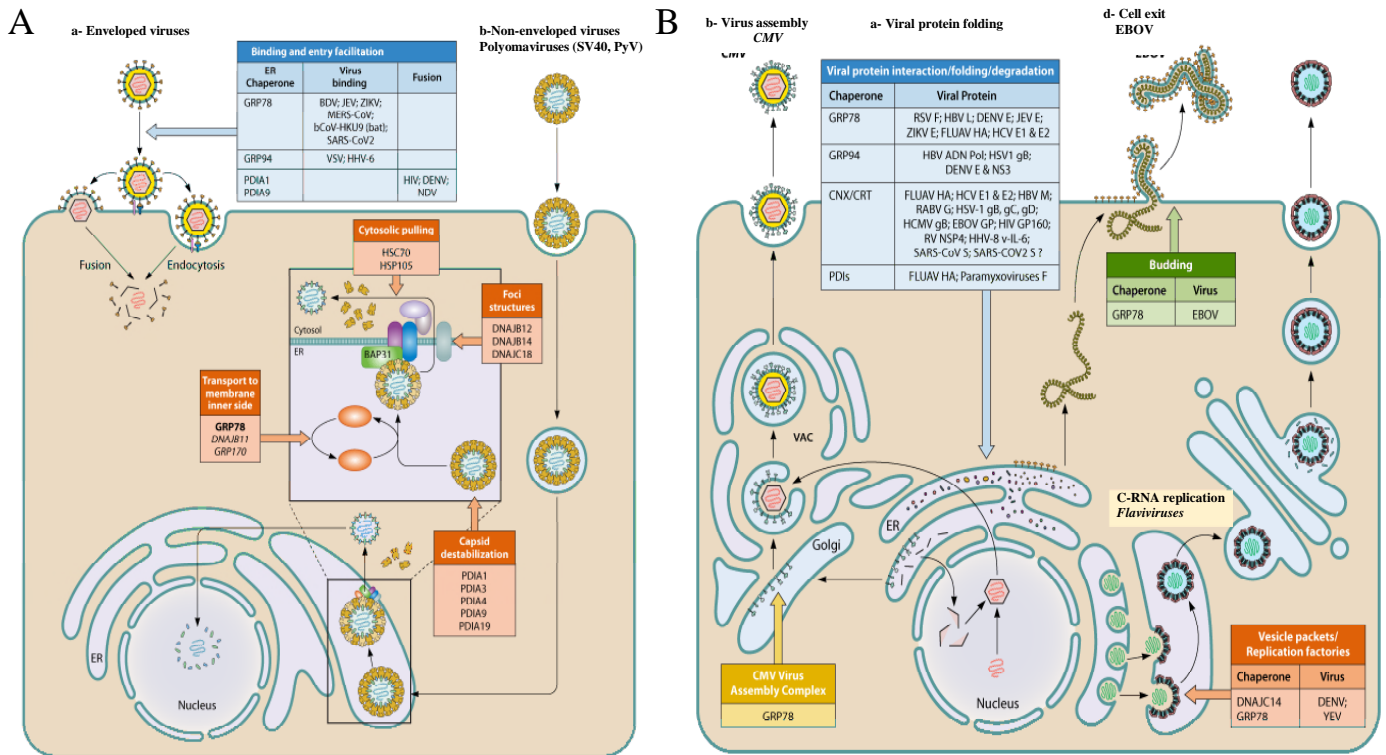 A
a- Enveloped viruses
b-Non-enveloped viruses
Polyomaviruses (SV40, PyV)
Binding and entry facilitation
ER Chaperone
Virus binding
Fusion
GRP78
BDV; JEV; ZIKV;
MERS-CoV;
bCoV-HKU9 (bat);
SARS-CoV2
GRP94
VSV; HHV-6
PDIA1
PDIA9
HIV; DENV;
NDV
Fusion
Endocytosis
Cytosolic pulling
HSC70
HSP105
Foci
structures
DNAJB12
DNAJB14
DNAJC18
Cytosol
ER
BAP31
Transport to
membrane
inner side
GRP78
DNAJB11
GRP170
Capsid
destabilization
PDIA1
PDIA3
PDIA4
PDIA9
PDIA19
ER
Nucleus
B
b- Virus assembly
CMV
CMV
a- Viral protein folding
d- Cell exit
EBOV
EBOV
Viral protein interaction/folding/degradation
Chaperone
Viral Protein
GRP78
RSV F; HBV L; DENV E; JEV E;
ZIKV E; FLUAV HA; HCV E1 & E2
GRP94
HBV ADN Pol; HSV1 gB;
DENV E & NS3
CNX/CRT
FLUAV HA; HCV E1 & E2; HBV M;
RABV G; HSV-1 gB, gC, gD;
HCMV gB; EBOV GP; HIV GP160;
RV NSP4; HHV-8 v-IL-6;
SARS-CoV S; SARS-COV2 S ?
PDIs
FLUAV HA; Paramyxoviruses F
Budding
Chaperone
Virus
GRP78
EBOV
VAC
ER
Golgi
C-RNA replication
Flaviviruses
Nucleus
CMV Virus
Assembly Complex
GRP78
Vesicle packets/
Replication factories
Chaperone
Virus
DNAJC14
GRP78
DENV;
YEV